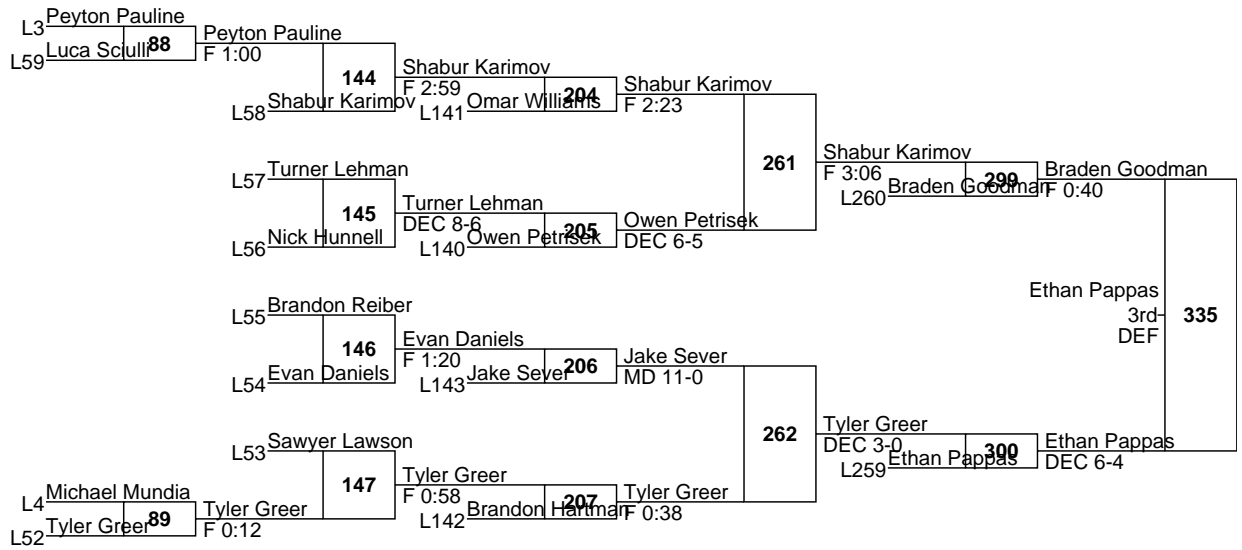 Peyton Pauline
L3
88
Peyton Pauline
Luca Sciulli
L59
F 1:00
144
Shabur Karimov
F 2:59
Shabur Karimov
L58
204
Shabur Karimov
Omar Williams
L141
F 2:23
261
Shabur Karimov
F 3:06
299
Braden Goodman
Braden Goodman
L260
F 0:40
Turner Lehman
L57
145
Turner Lehman
DEC 8-6
Nick Hunnell
L56
205
Owen Petrisek
Owen Petrisek
L140
DEC 6-5
Ethan Pappas
3rd
DEF
335
Brandon Reiber
L55
146
Evan Daniels
F 1:20
Evan Daniels
L54
206
Jake Sever
Jake Sever
L143
MD 11-0
262
Tyler Greer
DEC 3-0
300
Ethan Pappas
Ethan Pappas
L259
DEC 6-4
Sawyer Lawson
L53
147
Tyler Greer
F 0:58
207
Tyler Greer
Brandon Hartman
L142
F 0:38
Michael Mundia
L4
89
Tyler Greer
Tyler Greer
L52
F 0:12